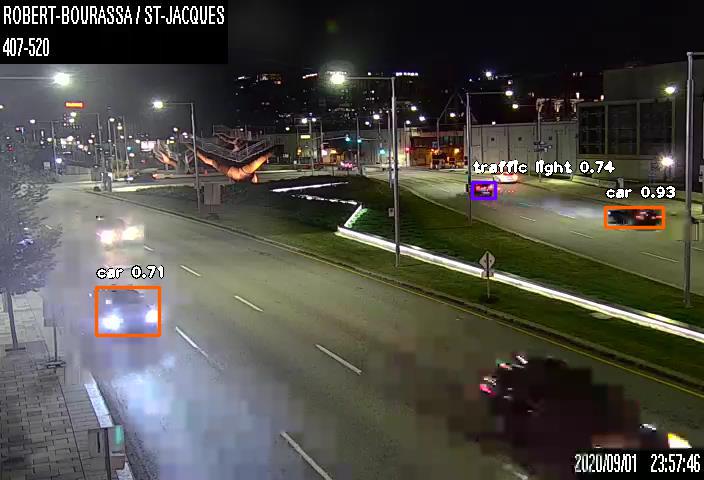 ROBERT-BOURASSA / ST-JACQUES
407-520
traffic light 0.74
car 0.93
car 0.71
2020/09/01 23:57:46